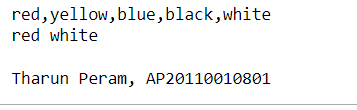 red,yellow,blue,black,white
red white
Tharun Peram, AP20110010801